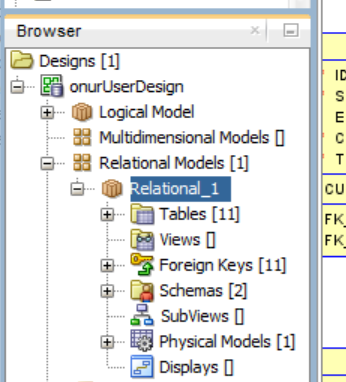 Browser
Designs [1]
onurUserDesign
Logical Model
Multidimensional Models []
Relational Models [1]
Relational_1
Tables [11]
Views []
Foreign Keys [11]
Schemas [2]
SubViews []
Physical Models [1]
Displays []
ID
S
E
C
T
CU
FK_
FK_